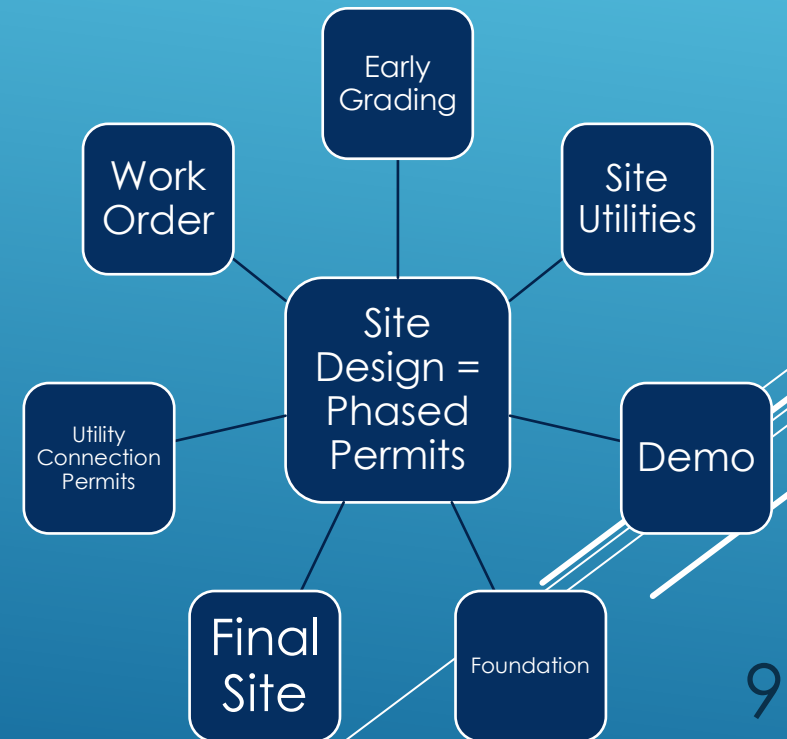 Early
Grading
Work
Order
Site
Utilities
Site
Design =
Phased
Permits
Utility
Connection
Permits
Demo
Final
Site
Foundation
9